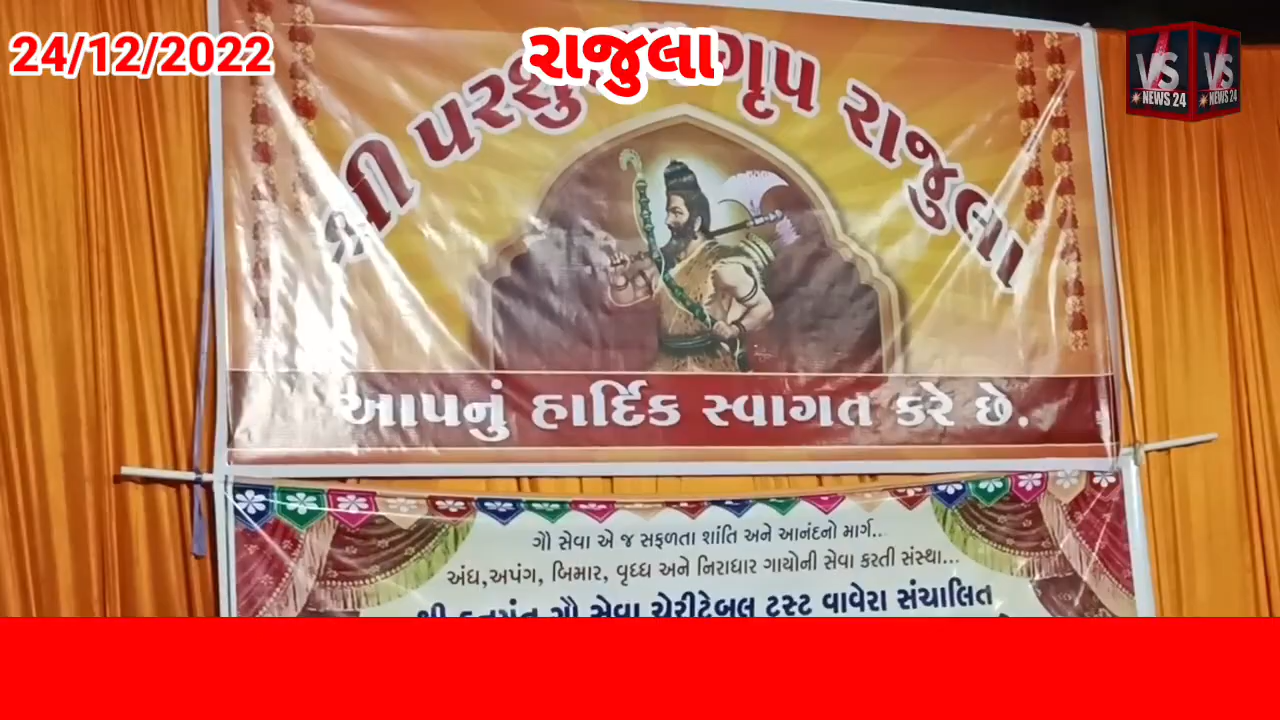 24/12/2022
રાજુલા
VS NEWS 24
VS NEWS 24
શ્રી ગૃપ રાજુલા
આપનું હાર્દિક સ્વાગત કરે છે.
ગૌ સેવા એ જ સફળતા શાંતિ અને આનંદનો માર્ગ..
અંધ,અપંગ, બિમાર, વૃધ્ધ અને નિરાધાર ગાયોની સેવા કરતી સંસ્થા...
ગૌ સેવા ચેરીટેબલ ટ્રસ્ટ વાવેરા સંચાલિત